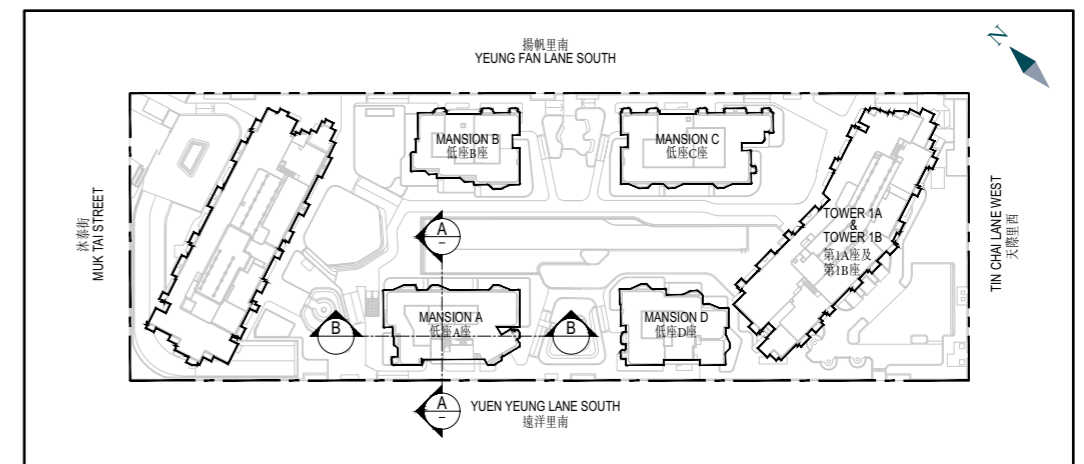 揚帆里南
YEUNG FAN LANE SOUTH
N
MANSION B
低座B座
MANSION C
低座C座
沐泰街
MUK TAI STREET
TOWER 1A
&
TOWER 1B
第1A座及
第1B座
TIN CHAI LANE WEST
天際里西
A
–
B
MANSION A
低座A座
B
MANSION D
低座D座
A
–
YUEN YEUNG LANE SOUTH
遠洋里南